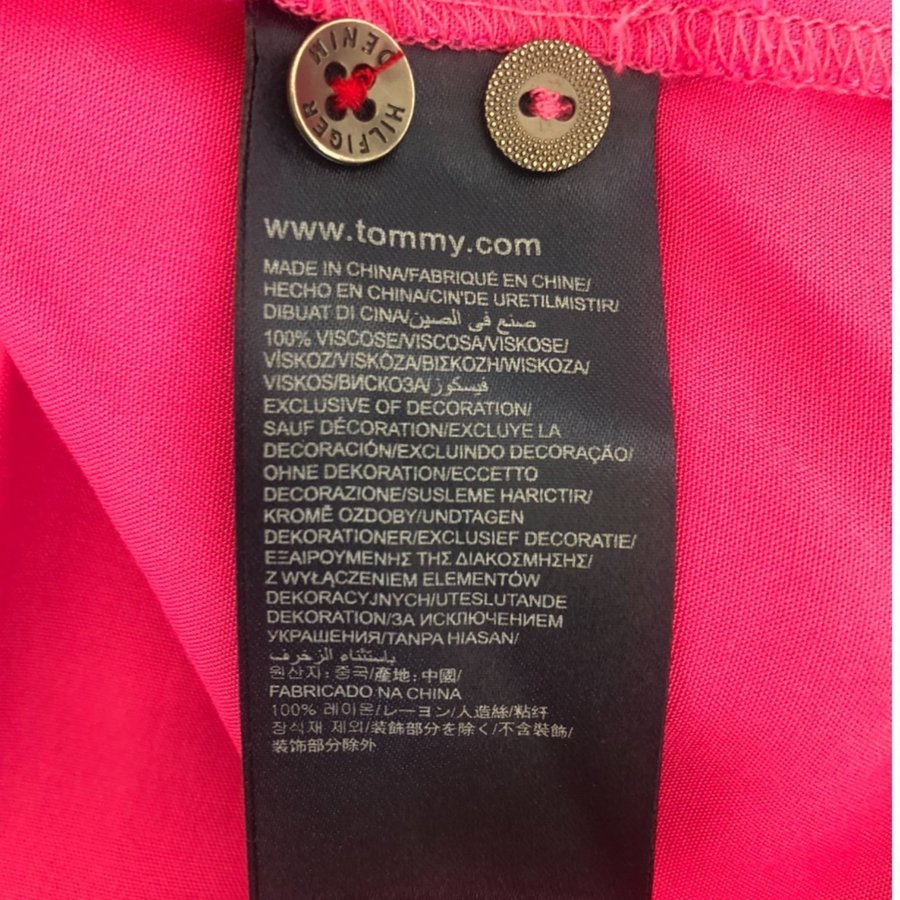 HILFIGER DENIM
www.tommy.com
MADE IN CHINA/FABRIQUÉ EN CHINE/
HECHO EN CHINA/CIN'DE URETILMISTIR/
DIBUAT DI CINA/صنع في الصين
100% VISCOSE/VISCOSA/VISKOSE/
VİSKOZ/VISKÓZA/ΒΙΣΚΟΖΗ/WISKOZA/
VISKOS/ВИСКОЗА/فيسكوز
EXCLUSIVE OF DECORATION/
SAUF DÉCORATION/EXCLUYE LA
DECORACIÓN/EXCLUINDO DECORAÇÃO/
OHNE DEKORATION/ECCETTO
DECORAZIONE/SUSLEME HARICTIR/
KROMĚ OZDOBY/UNDTAGEN
DEKORATIONER/EXCLUSIEF DECORATIE/
ΕΞΑΙΡΟΥΜΕΝΗΣ ΤΗΣ ΔΙΑΚΟΣΜΗΣΗΣ/
Z WYŁĄCZENIEM ELEMENTÓW
DEKORACYJNYCH/UTESLUTANDE
DEKORATION/ЗА ИСКЛЮЧЕНИЕМ
УКРАШЕНИЯ/TANPA HIASAN/
باستثناء الزخرف
원산지: 중국/產地: 中國/
FABRICADO NA CHINA
100% 레이온/レーヨン/人造絲/粘纤
장식재 제외/装飾部分を除く/不含裝飾/
装饰部分除外